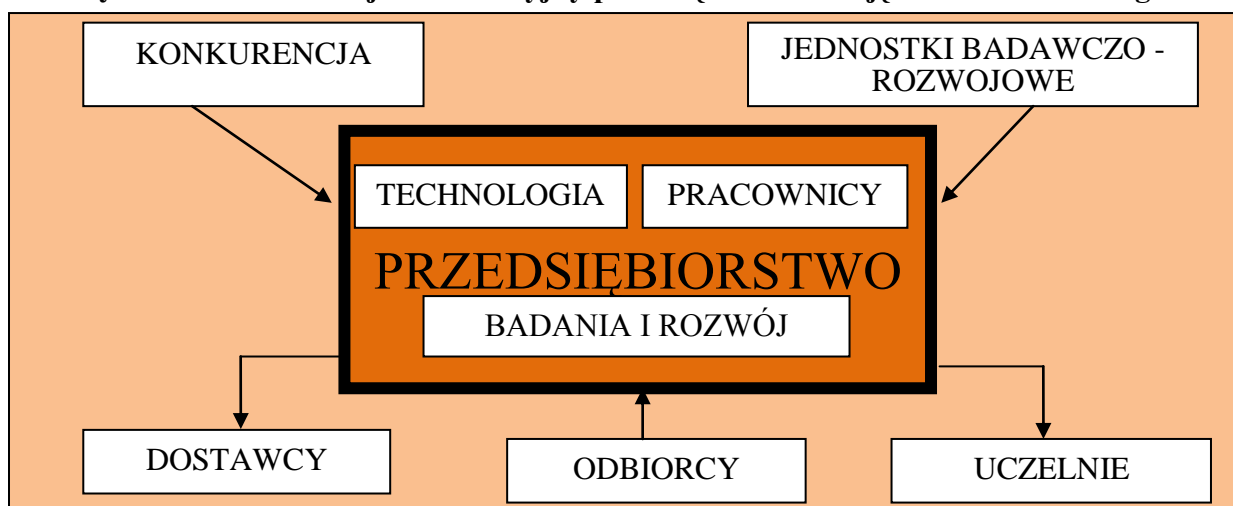 KONKURENCJA
JEDNOSTKI BADAWCZO -
ROZWOJOWE
TECHNOLOGIA
PRACOWNICY
PRZEDSIĘBIORSTWO
BADANIA I ROZWÓJ
DOSTAWCY
ODBIORCY
UCZELNIE